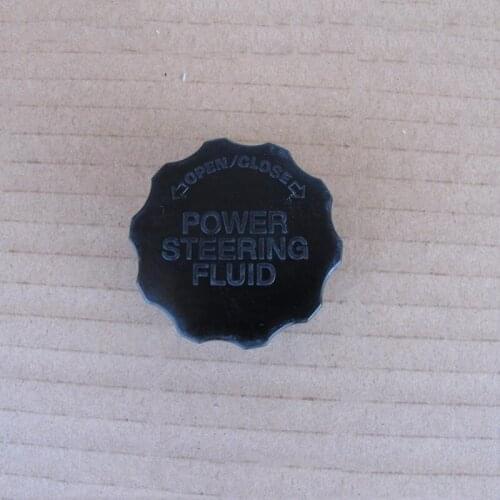 OPEN/CLOSE
POWER
STEERING
FLUID